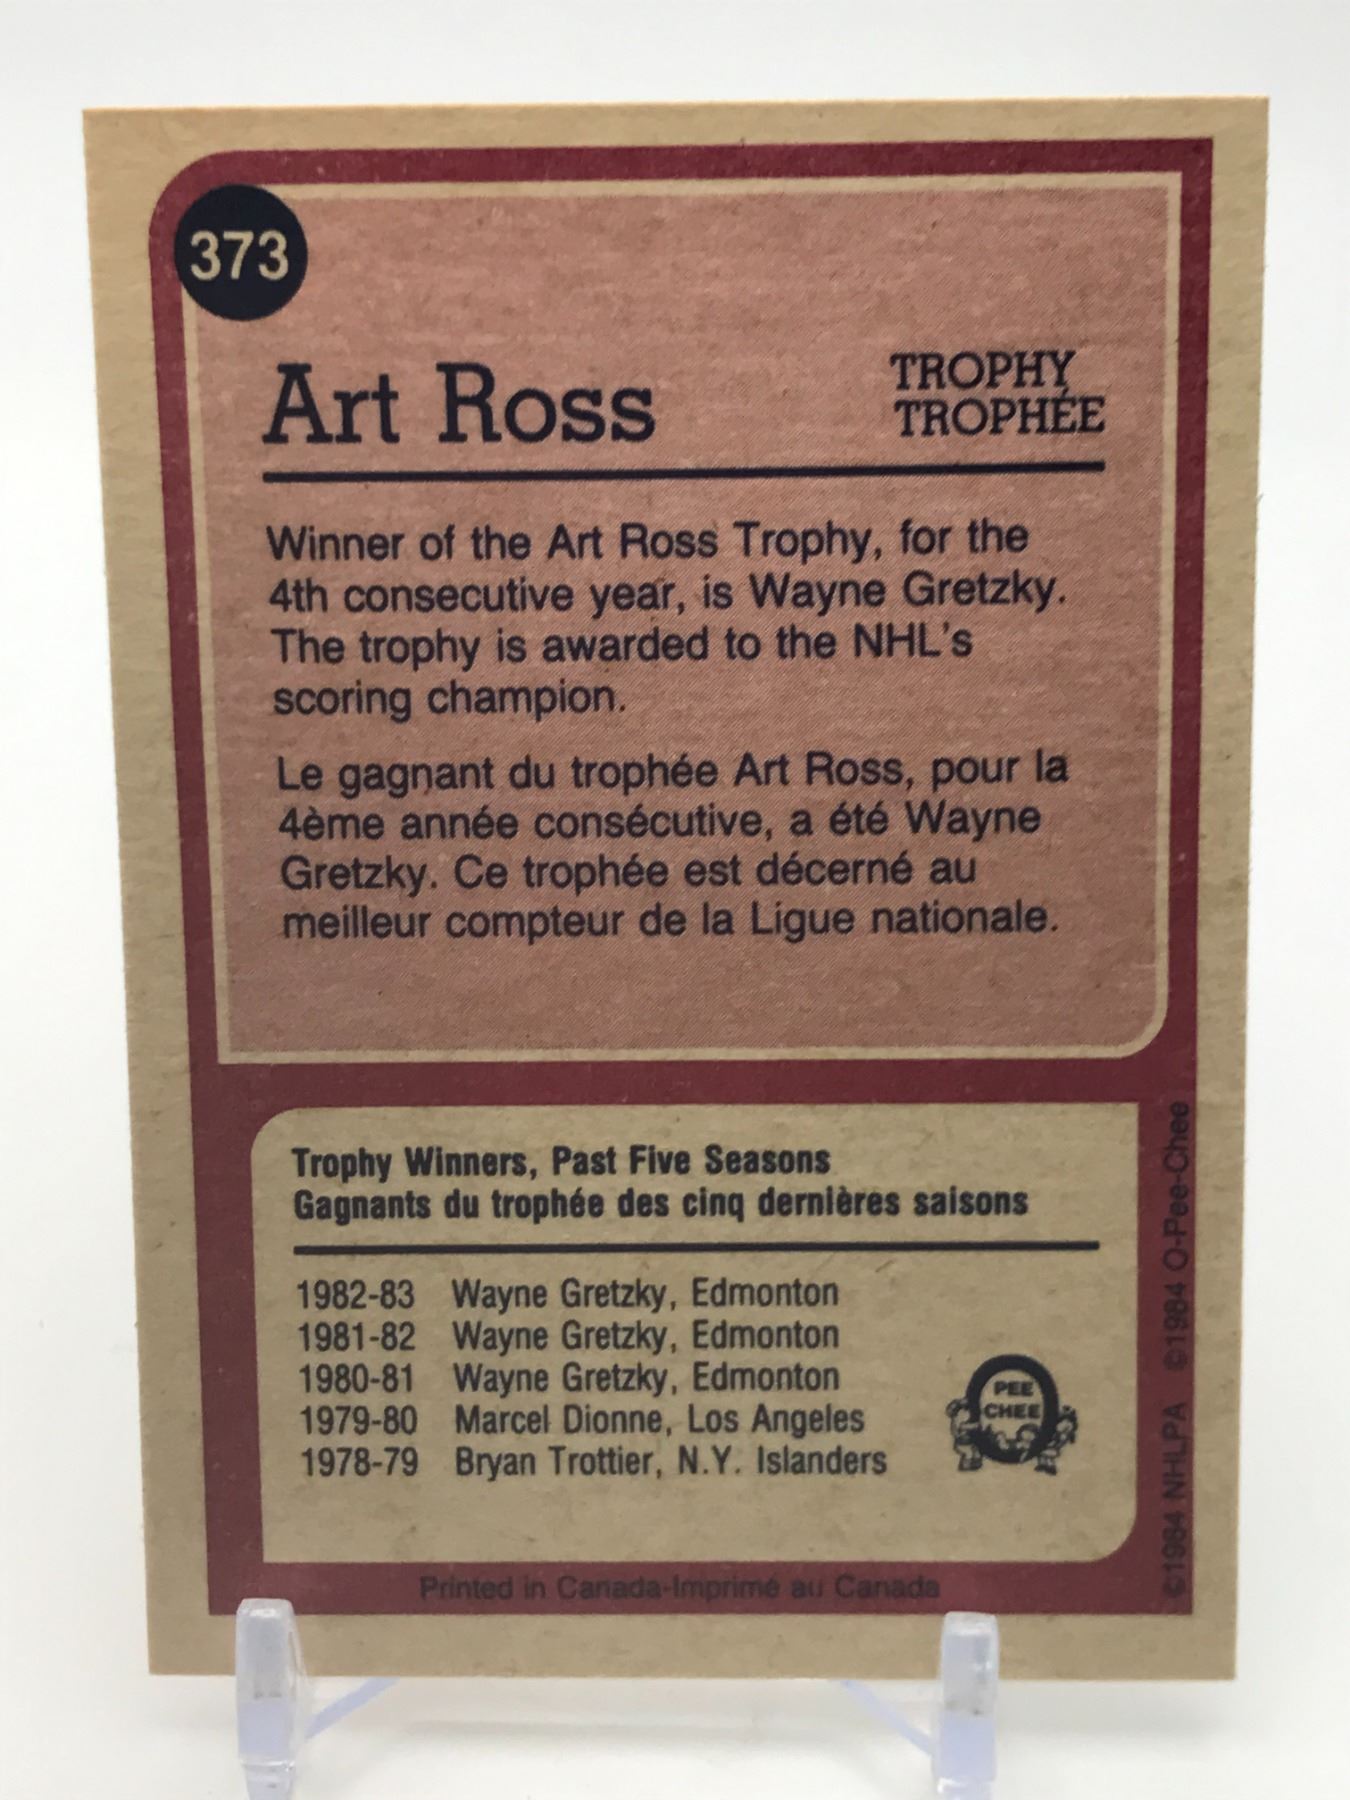 373
Art Ross
TROPHY
TROPHÉE
Winner of the Art Ross Trophy, for the
4th consecutive year, is Wayne Gretzky.
The trophy is awarded to the NHL's
scoring champion.
Le gagnant du trophée Art Ross, pour la
4ème année consécutive, a été Wayne
Gretzky. Ce trophée est décerné au
meilleur compteur de la Ligue nationale.
Trophy Winners, Past Five Seasons
Gagnants du trophée des cinq dernières saisons
1982-83 Wayne Gretzky, Edmonton
1981-82 Wayne Gretzky, Edmonton
1980-81 Wayne Gretzky, Edmonton
1979-80 Marcel Dionne, Los Angeles
1978-79 Bryan Trottier, N.Y. Islanders
O
PEE
CHEE
©1984 NHLPA ©1984 O-Pee-Chee
Printed in Canada-Imprimé au Canada